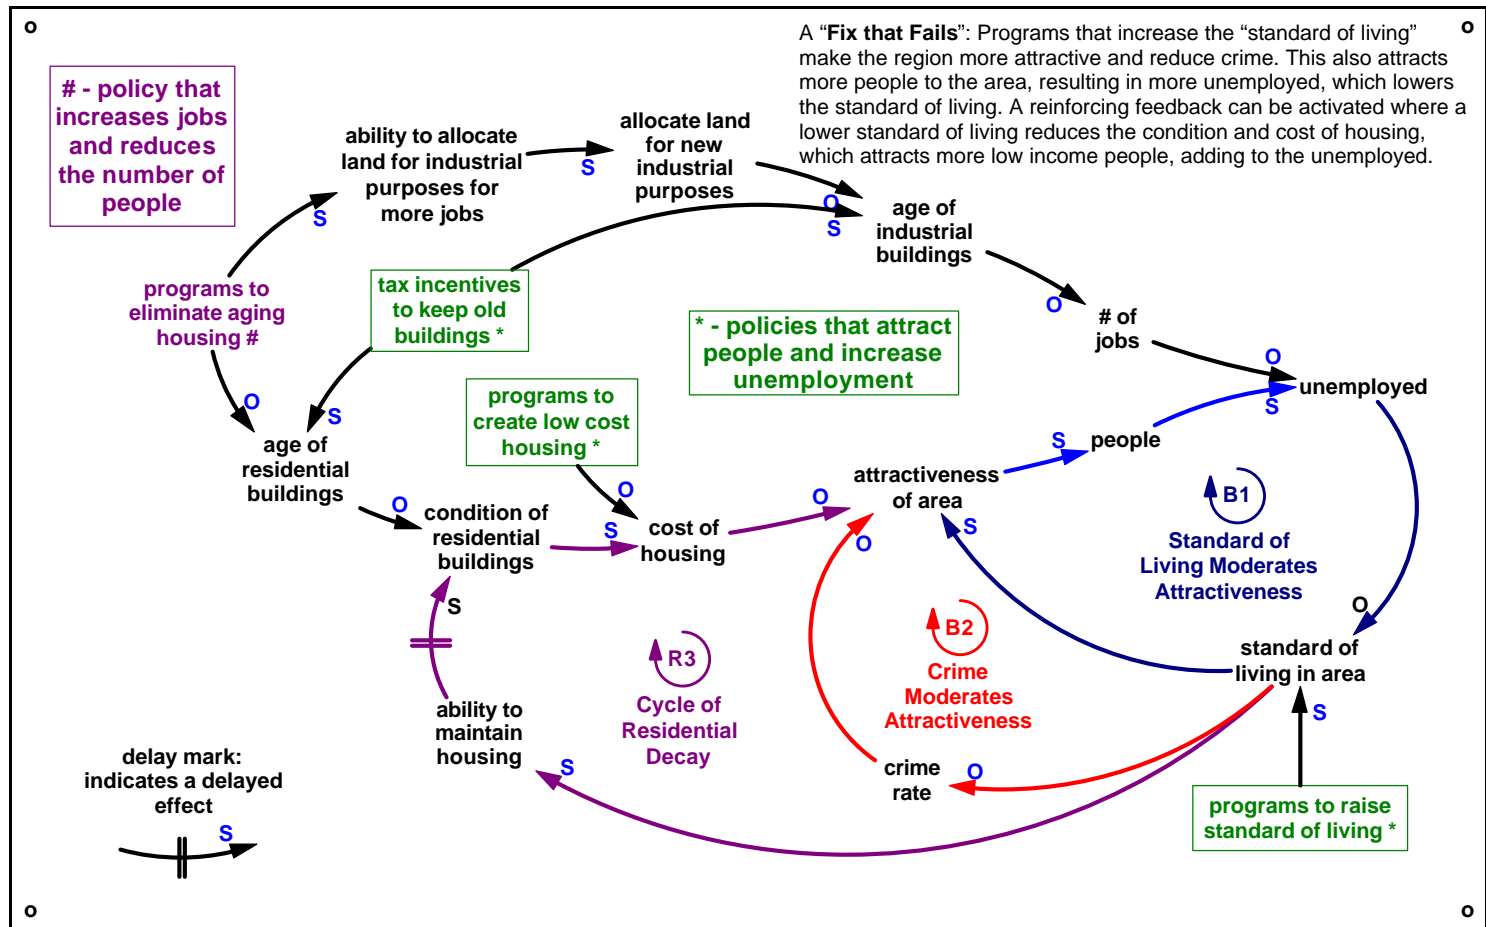 o
o
A “Fix that Fails”: Programs that increase the “standard of living”
make the region more attractive and reduce crime. This also attracts
more people to the area, resulting in more unemployed, which lowers
the standard of living. A reinforcing feedback can be activated where a
lower standard of living reduces the condition and cost of housing,
which attracts more low income people, adding to the unemployed.
# - policy that
increases jobs
and reduces
the number of
people
ability to allocate
land for industrial
purposes for
more jobs
S
allocate land
for new
industrial
purposes
S
O
S
age of
industrial
buildings
programs to
eliminate aging
housing #
tax incentives
to keep old
buildings *
* - policies that attract
people and increase
unemployment
O
# of
jobs
O
unemployed
S
O
S
age of
residential
buildings
programs to
create low cost
housing *
O
people
S
attractiveness
of area
O
O
condition of
residential
buildings
S
cost of
housing
O
S
B1
Standard of
Living Moderates
Attractiveness
S
O
standard of
living in area
B2
Crime
Moderates
Attractiveness
R3
Cycle of
Residential
Decay
ability to
maintain
housing
S
S
crime
rate
O
programs to raise
standard of living *
delay mark:
indicates a delayed
effect
S
o
o